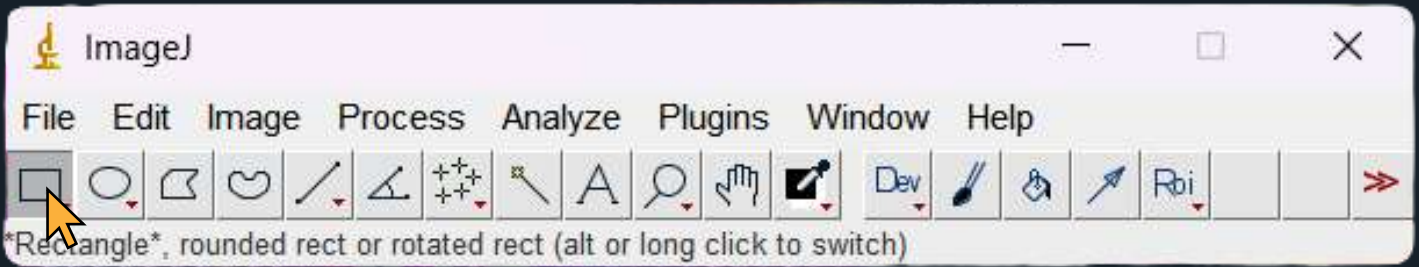 ImageJ
File Edit Image Process Analyze Plugins Window Help
A Dev Roi >>
*Rectangle*, rounded rect or rotated rect (alt or long click to switch)